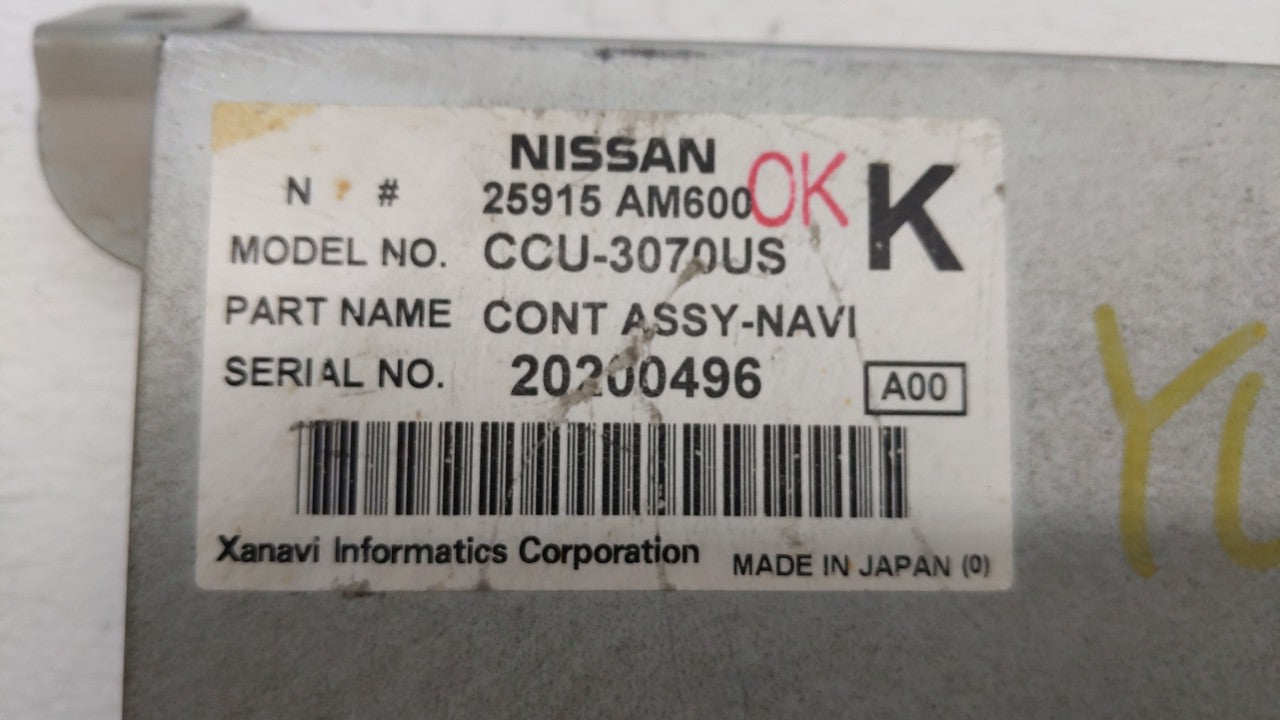 NISSAN
N # 25915 AM600 OK K
MODEL NO. CCU-3070US
PART NAME CONT ASSY-NAVI
SERIAL NO. 20200496
A00
Xanavi Informatics Corporation MADE IN JAPAN (0)